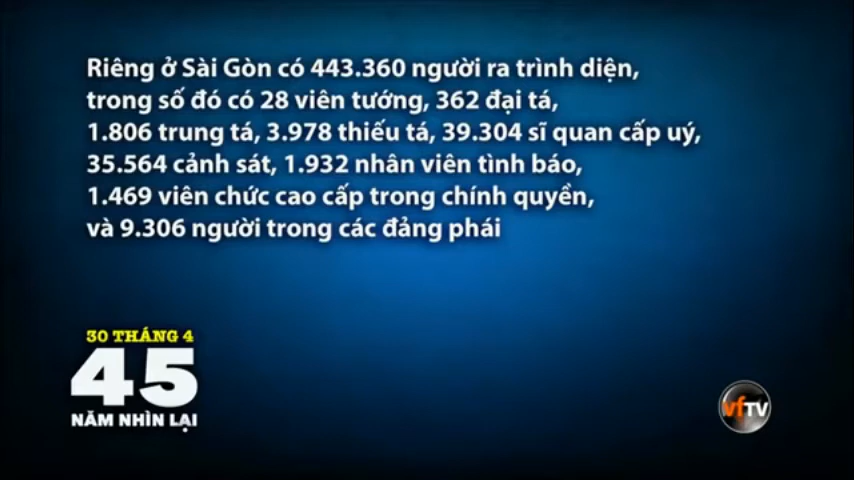 Riêng ở Sài Gòn có 443.360 người ra trình diện,
trong số đó có 28 viên tướng, 362 đại tá,
1.806 trung tá, 3.978 thiếu tá, 39.304 sĩ quan cấp uý,
35.564 cảnh sát, 1.932 nhân viên tình báo,
1.469 viên chức cao cấp trong chính quyền,
và 9.306 người trong các đảng phái
30 THÁNG 4
45
NĂM NHÌN LẠI
vfTV